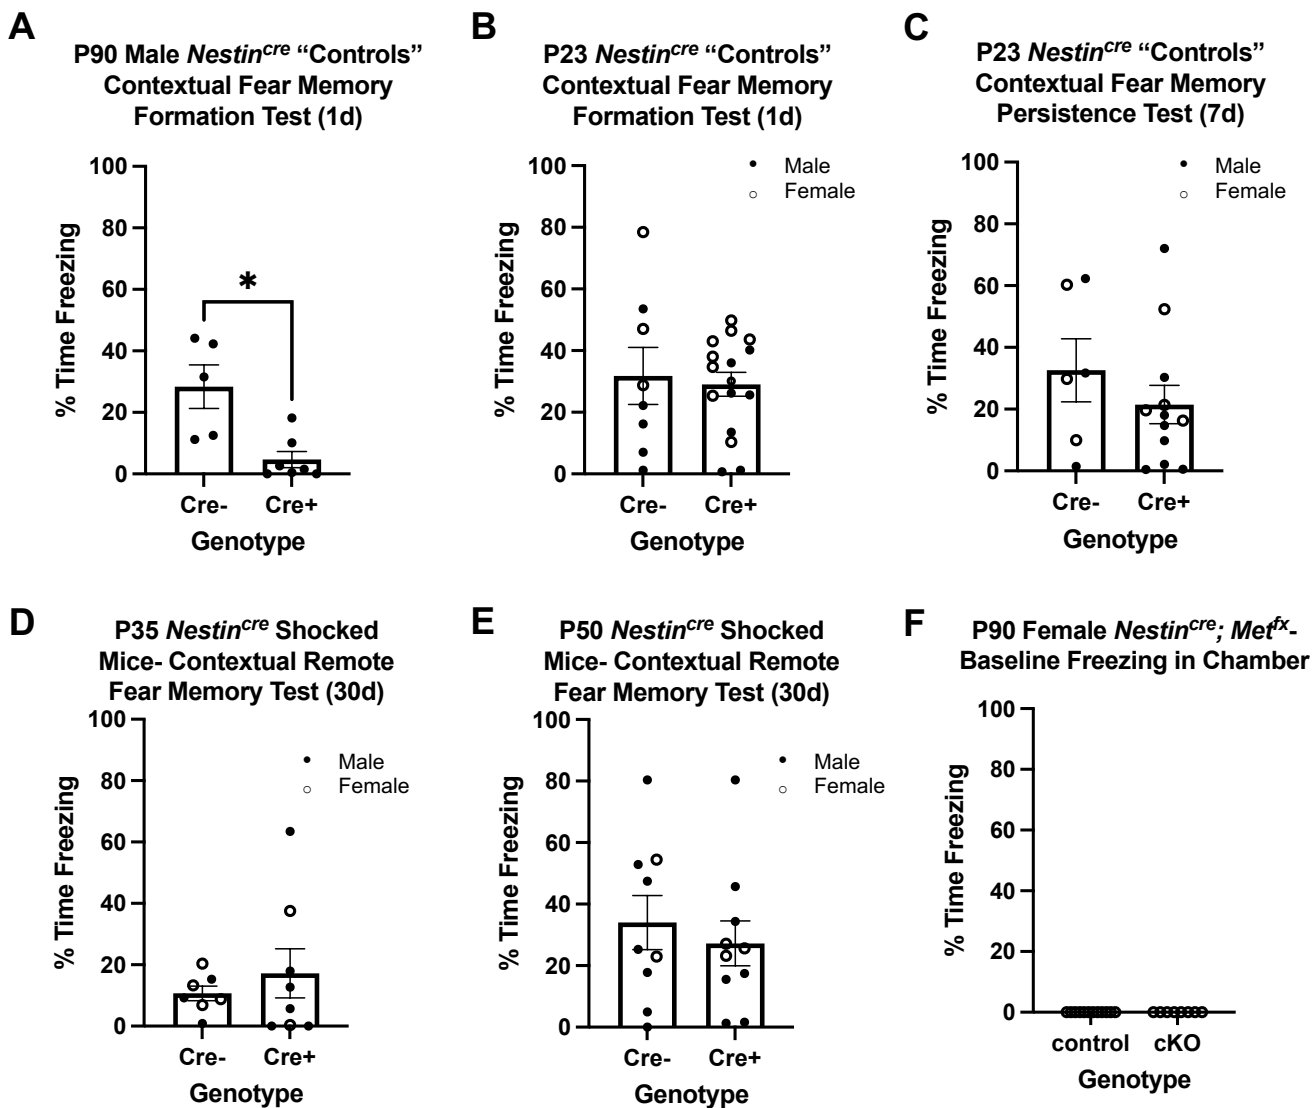 A
P90 Male Nestincre “Controls”
Contextual Fear Memory
Formation Test (1d)
100
80
60
40
20
0
% Time Freezing
*
Cre-
Cre+
Genotype
B
P23 Nestincre “Controls”
Contextual Fear Memory
Formation Test (1d)
Male
Female
100
80
60
40
20
0
% Time Freezing
Cre-
Cre+
Genotype
C
P23 Nestincre “Controls”
Contextual Fear Memory
Persistence Test (7d)
Male
Female
100
80
60
40
20
0
% Time Freezing
Cre-
Cre+
Genotype
D
P35 Nestincre Shocked
Mice- Contextual Remote
Fear Memory Test (30d)
Male
Female
100
80
60
40
20
0
% Time Freezing
Cre-
Cre+
Genotype
E
P50 Nestincre Shocked
Mice- Contextual Remote
Fear Memory Test (30d)
Male
Female
100
80
60
40
20
0
% Time Freezing
Cre-
Cre+
Genotype
F
P90 Female Nestincre; Metfx-
Baseline Freezing in Chamber
100
80
60
40
20
0
% Time Freezing
control
cKO
Genotype